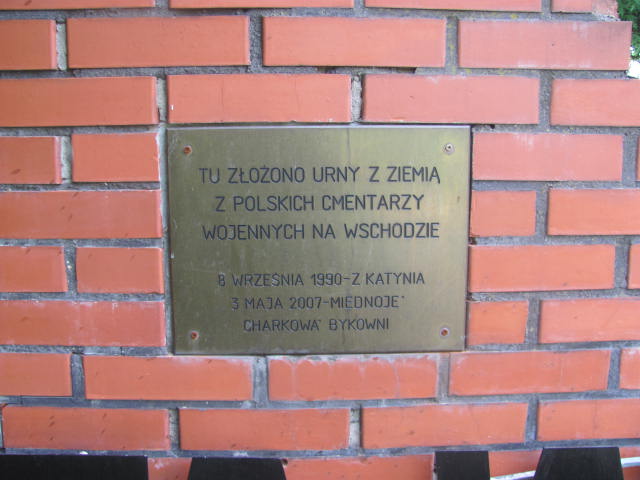 TU ZŁOŻONO URNY Z ZIEMIĄ
Z POLSKICH CMENTARZY
WOJENNYCH NA WSCHODZIE
8 WRZEŚNIA 1990-Z KATYNIA
3 MAJA 2007-MIEDNOJE'
CHARKOWA' BYKOWNI